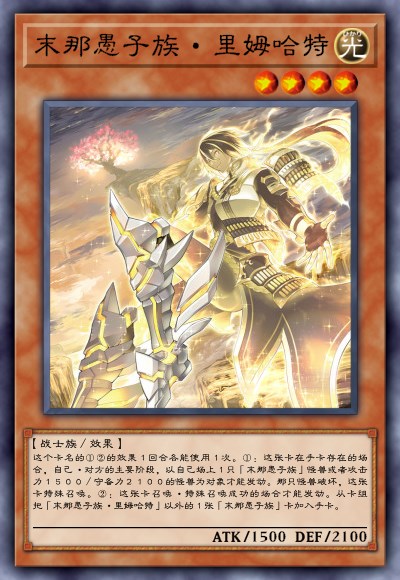 末那愚子族・里姆哈特
光
ひかり
【战士族／效果】
这个卡名的①②的效果1回合各能使用1次。①：这张卡在手卡存在的场
合，自己·对方的主要阶段，以自己场上1只「末那愚子族」怪兽或者攻击
力1500／守备力2100的怪兽为对象才能发动。那只怪兽破坏，这张
卡特殊召唤。②：这张卡召唤·特殊召唤成功的场合才能发动。从卡组
把「末那愚子族·里姆哈特」以外的1张「末那愚子族」卡加入手卡。
ATK/1500 DEF/2100